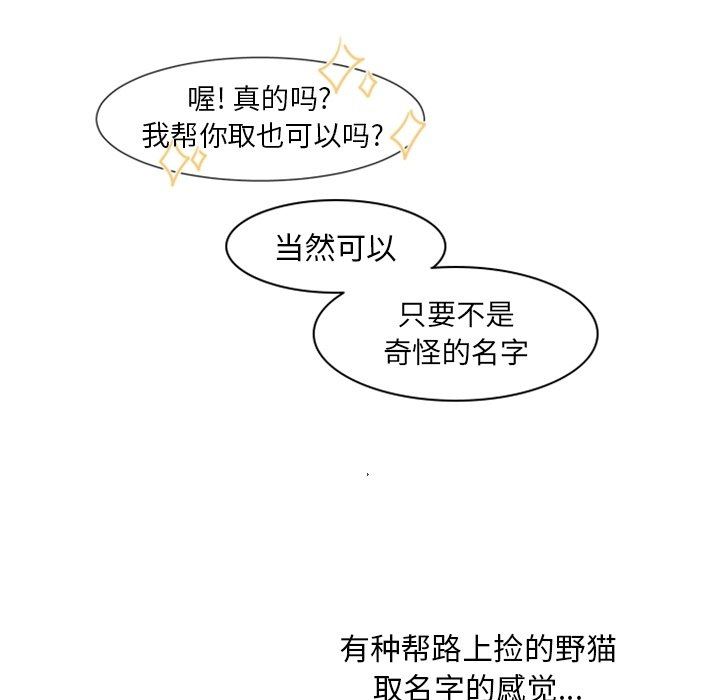 喔! 真的吗?
我帮你取也可以吗?
当然可以
只要不是
奇怪的名字
有种帮路上捡的野猫
取名字的感觉...